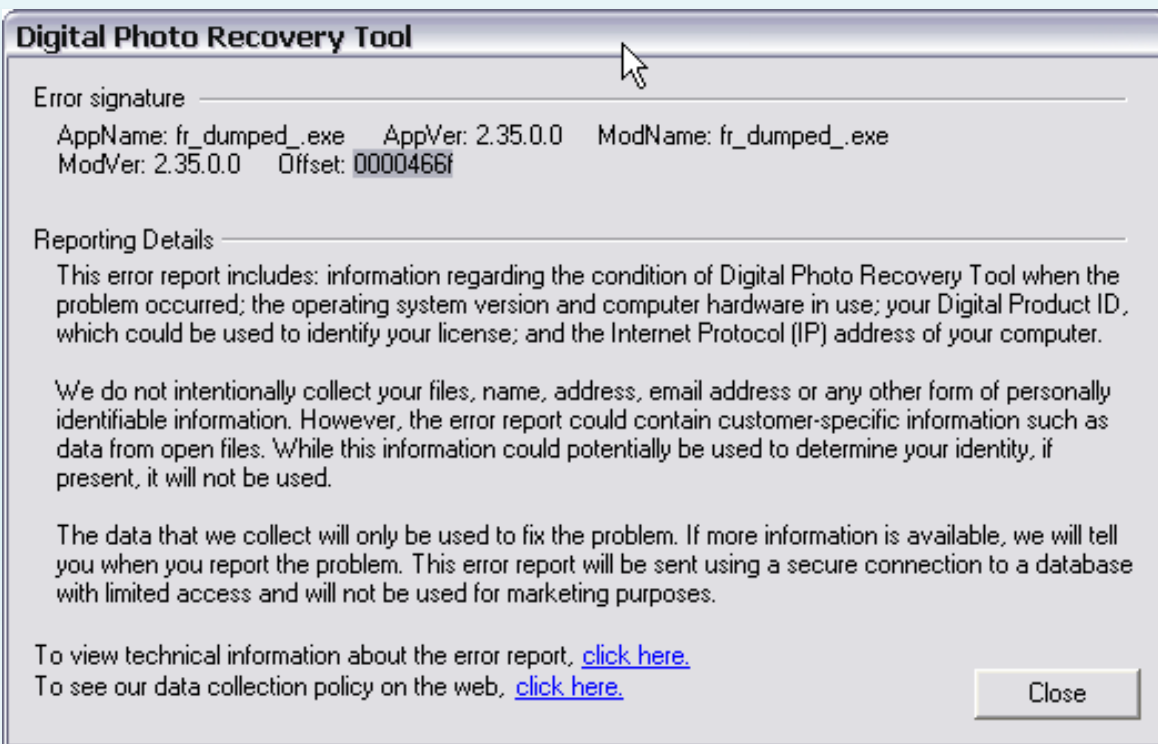 Digital Photo Recovery Tool
Error signature
AppName: fr_dumped_.exe AppVer: 2.35.0.0 ModName: fr_dumped_.exe
ModVer: 2.35.0.0 Offset: 0000466f
Reporting Details
This error report includes: information regarding the condition of Digital Photo Recovery Tool when the
problem occurred; the operating system version and computer hardware in use; your Digital Product ID,
which could be used to identify your license; and the Internet Protocol (IP) address of your computer.
We do not intentionally collect your files, name, address, email address or any other form of personally
identifiable information. However, the error report could contain customer-specific information such as
data from open files. While this information could potentially be used to determine your identity, if
present, it will not be used.
The data that we collect will only be used to fix the problem. If more information is available, we will tell
you when you report the problem. This error report will be sent using a secure connection to a database
with limited access and will not be used for marketing purposes.
To view technical information about the error report, click here.
To see our data collection policy on the web, click here.
Close